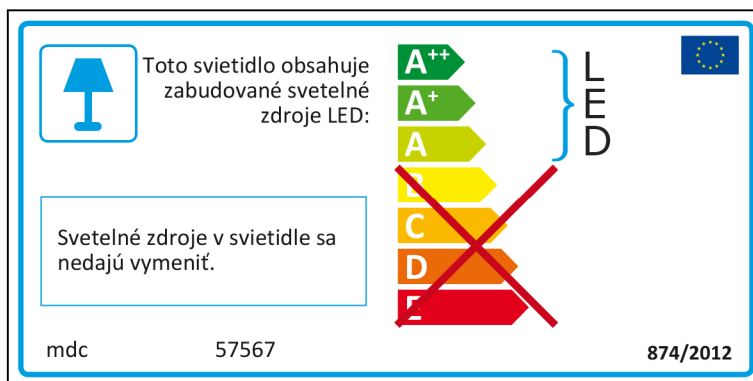 Toto svietidlo obsahuje
zabudované svetelné
zdroje LED:
A++
A+
A
B
C
D
E
L
E
D
Svetelné zdroje v svietidle sa
nedajú vymeniť.
mdc 57567
874/2012